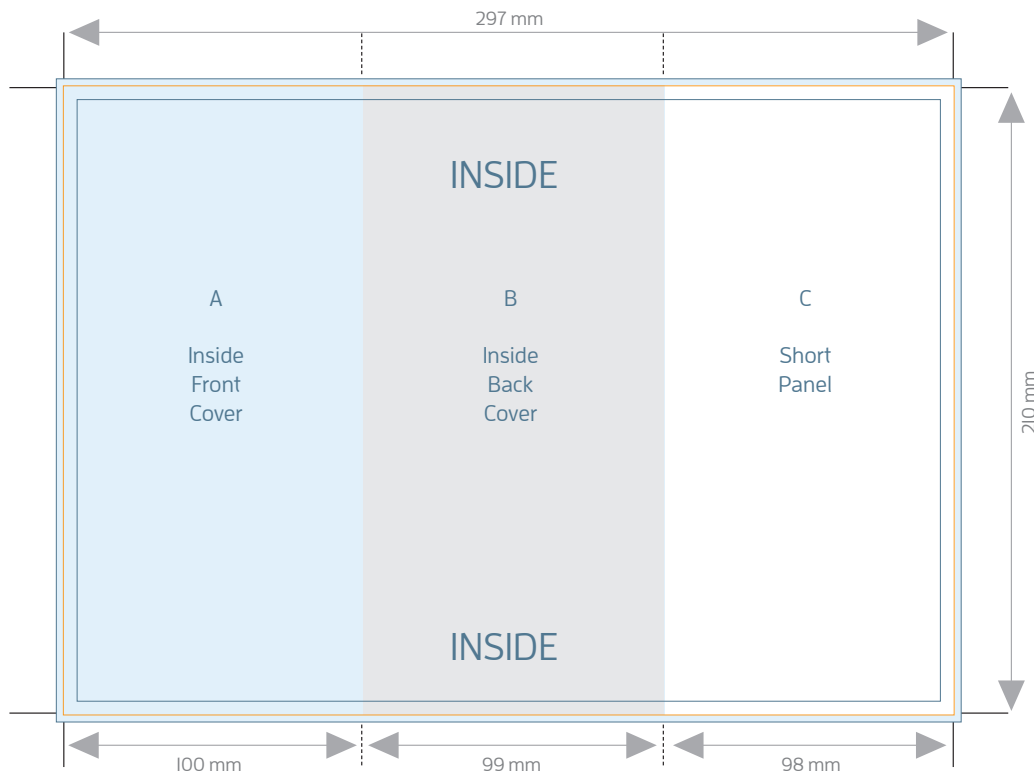 297 mm
INSIDE
A
Inside
Front
Cover
B
Inside
Back
Cover
C
Short
Panel
210 mm
INSIDE
100 mm
99 mm
98 mm